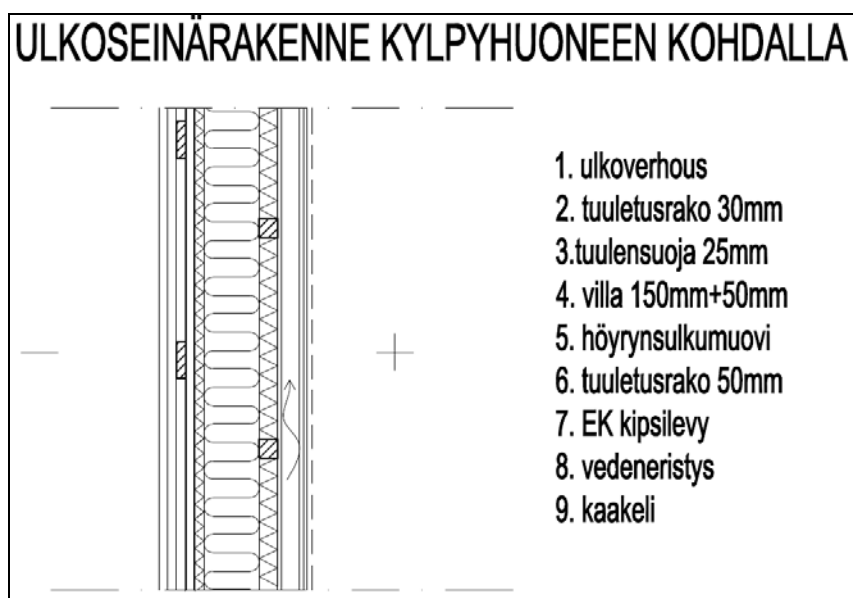 ULKOSEINÄRAKENNE KYLPYHUONEEN KOHDALLA
1. ulkoverhous
2. tuuletusrako 30mm
3.tuulensuoja 25mm
4. villa 150mm+50mm
5. höyrynsulkumuovi
6. tuuletusrako 50mm
7. EK kipsilevy
8. vedeneristys
9. kaakeli